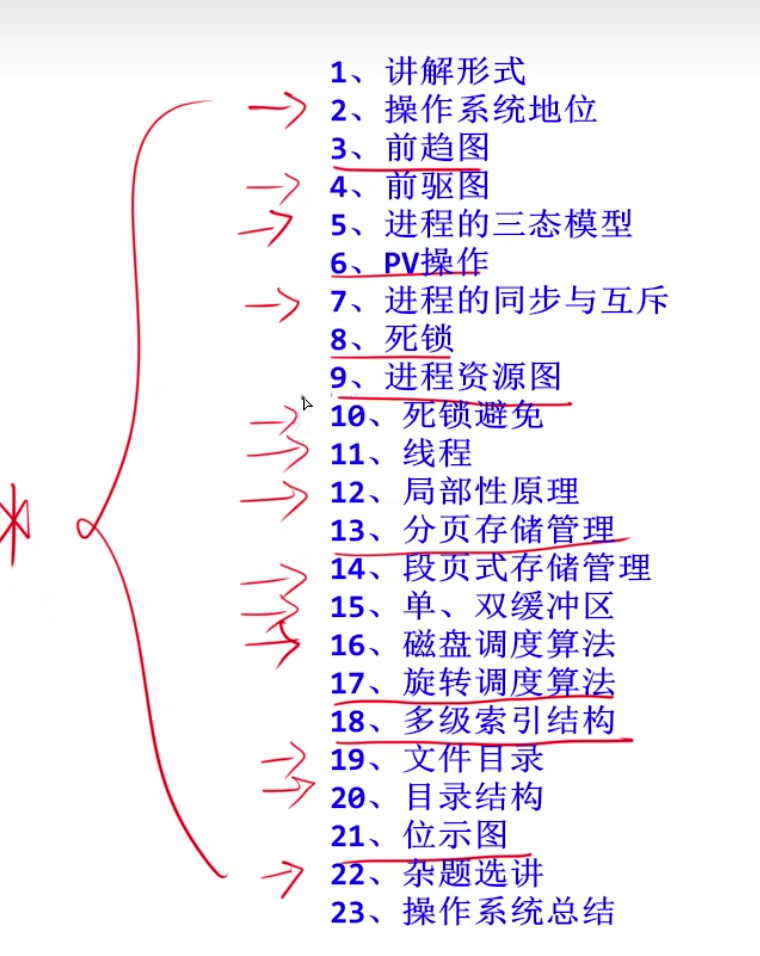 1、讲解形式
2、操作系统地位
3、前趋图
4、前驱图
5、进程的三态模型
6、PV操作
7、进程的同步与互斥
8、死锁
9、进程资源图
10、死锁避免
11、线程
12、局部性原理
13、分页存储管理
14、段页式存储管理
15、单、双缓冲区
16、磁盘调度算法
17、旋转调度算法
18、多级索引结构
19、文件目录
20、目录结构
21、位示图
22、杂题选讲
23、操作系统总结